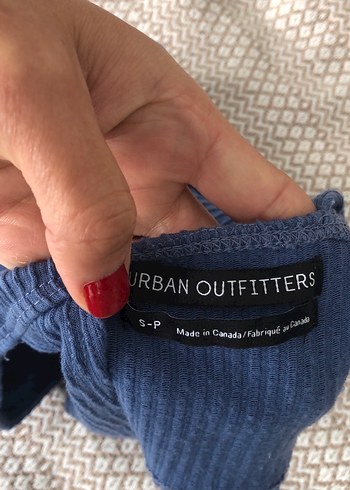 URBAN OUTFITTERS
S-P Made in Canada/Fabriqué au Canada